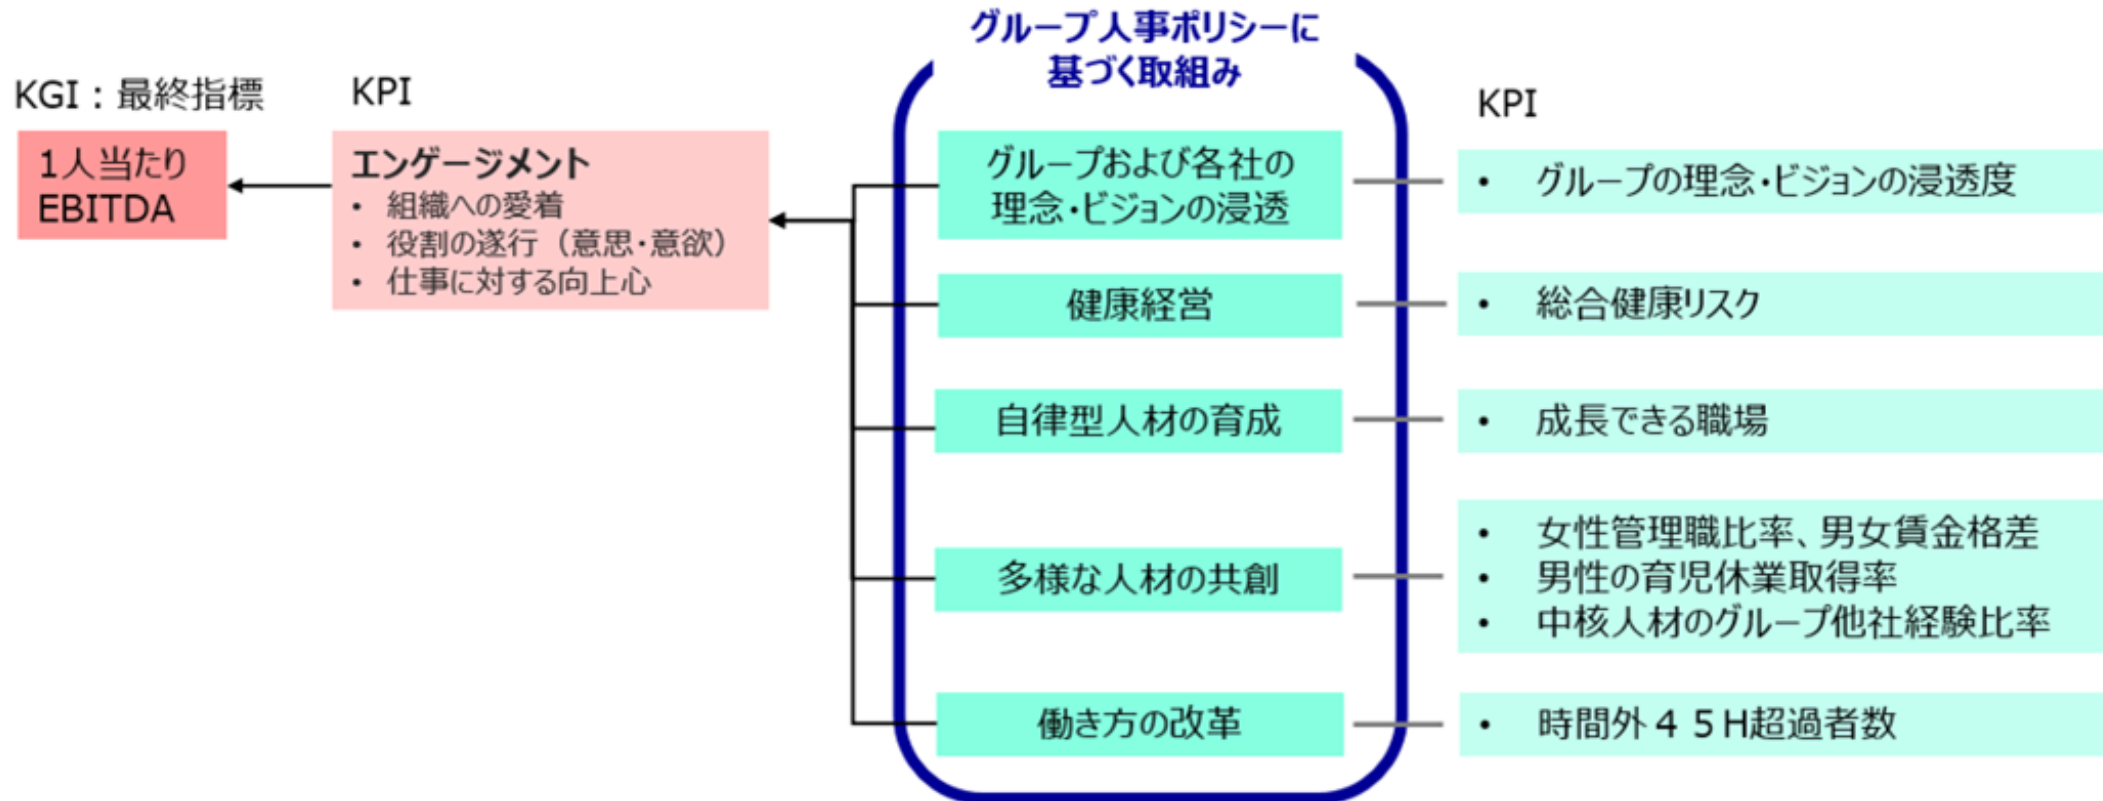 グループ人事ポリシーに
基づく取組み
KGI：最終指標
KPI
KPI
1人当たり
EBITDA
エンゲージメント
• 組織への愛着
• 役割の遂行（意思・意欲）
• 仕事に対する向上心
グループおよび各社の
理念・ビジョンの浸透
• グループの理念・ビジョンの浸透度
健康経営
• 総合健康リスク
自律型人材の育成
• 成長できる職場
多様な人材の共創
• 女性管理職比率、男女賃金格差
• 男性の育児休業取得率
• 中核人材のグループ他社経験比率
働き方の改革
• 時間外４５H超過者数